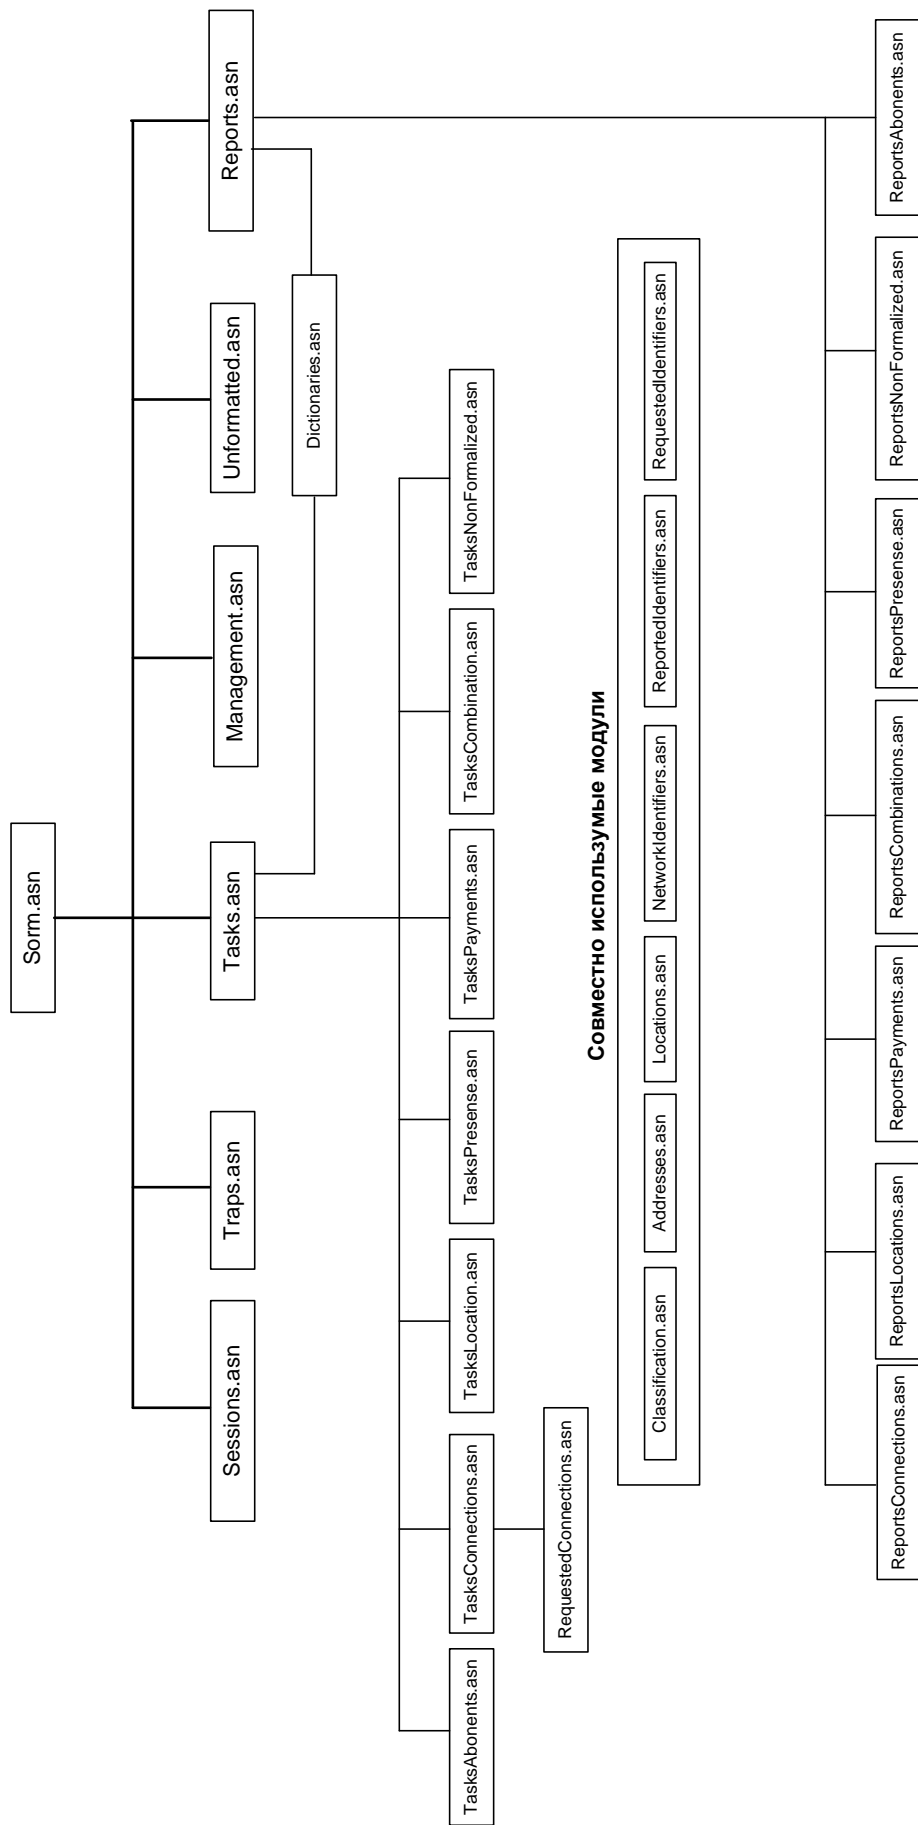 Sorm.asn
Sessions.asn
Traps.asn
Tasks.asn
Management.asn
Unformatted.asn
Reports.asn
Dictionaries.asn
TasksAbonents.asn
TasksConnections.asn
TasksLocation.asn
TasksPresense.asn
TasksPayments.asn
TasksCombination.asn
TasksNonFormalized.asn
RequestedConnections.asn
Совместно использумые модули
Classification.asn
Addresses.asn
Locations.asn
NetworkIdentifiers.asn
ReportedIdentifiers.asn
RequestedIdentifiers.asn
ReportsConnections.asn
ReportsLocations.asn
ReportsPayments.asn
ReportsCombinations.asn
ReportsPresense.asn
ReportsNonFormalized.asn
ReportsAbonents.asn